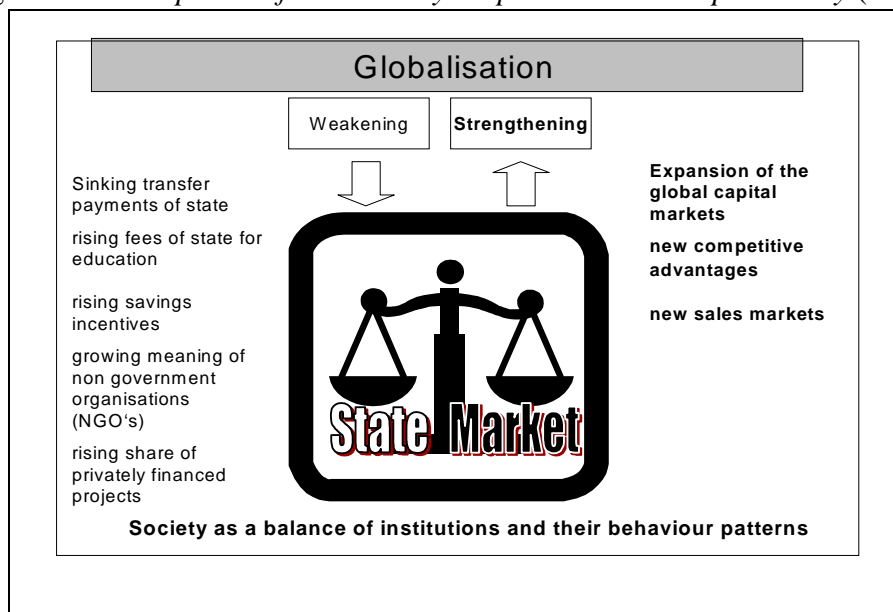 Globalisation
Weakening
Strengthening
Sinking transfer
payments of state
rising fees of state for
education
rising savings
incentives
growing meaning of
non government
organisations
(NGO's)
rising share of
privately financed
projects
Expansion of the
global capital
markets
new competitive
advantages
new sales markets
State Market
Society as a balance of institutions and their behaviour patterns